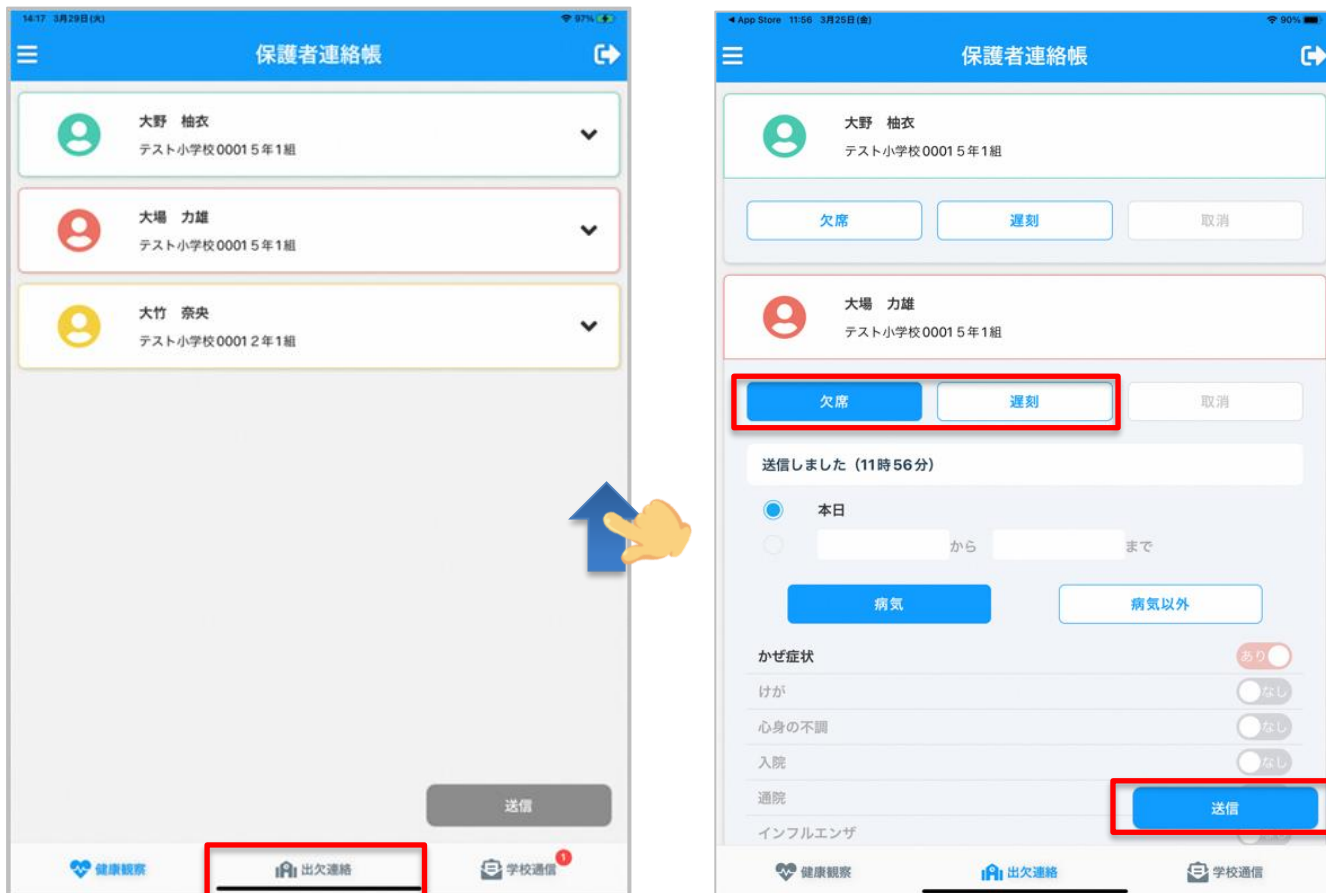 14:17 3月29日(火) 97%
保護者連絡帳
大野 柚衣
テスト小学校0001 5年1組
大場 力雄
テスト小学校0001 5年1組
大竹 奈央
テスト小学校0001 2年1組
送信
健康観察 出欠連絡 学校通信 1
App Store 11:56 3月25日(金) 90%
保護者連絡帳
大野 柚衣
テスト小学校0001 5年1組
欠席 遅刻 取消
大場 力雄
テスト小学校0001 5年1組
欠席 遅刻 取消
送信しました（11時56分）
本日
から まで
病気 病気以外
かぜ症状 あり
けが なし
心身の不調 なし
入院 なし
通院
送信
インフルエンザ
健康観察 出欠連絡 学校通信